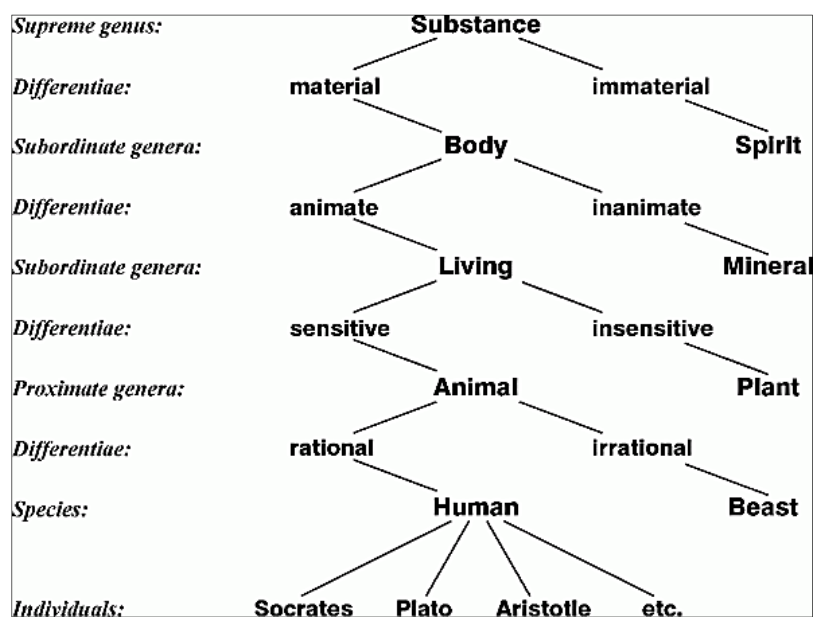 Supreme genus: Substance
Differentiae: material immaterial
Subordinate genera: Body Spirit
Differentiae: animate inanimate
Subordinate genera: Living Mineral
Differentiae: sensitive insensitive
Proximate genera: Animal Plant
Differentiae: rational irrational
Species: Human Beast
Individuals: Socrates Plato Aristotle etc.